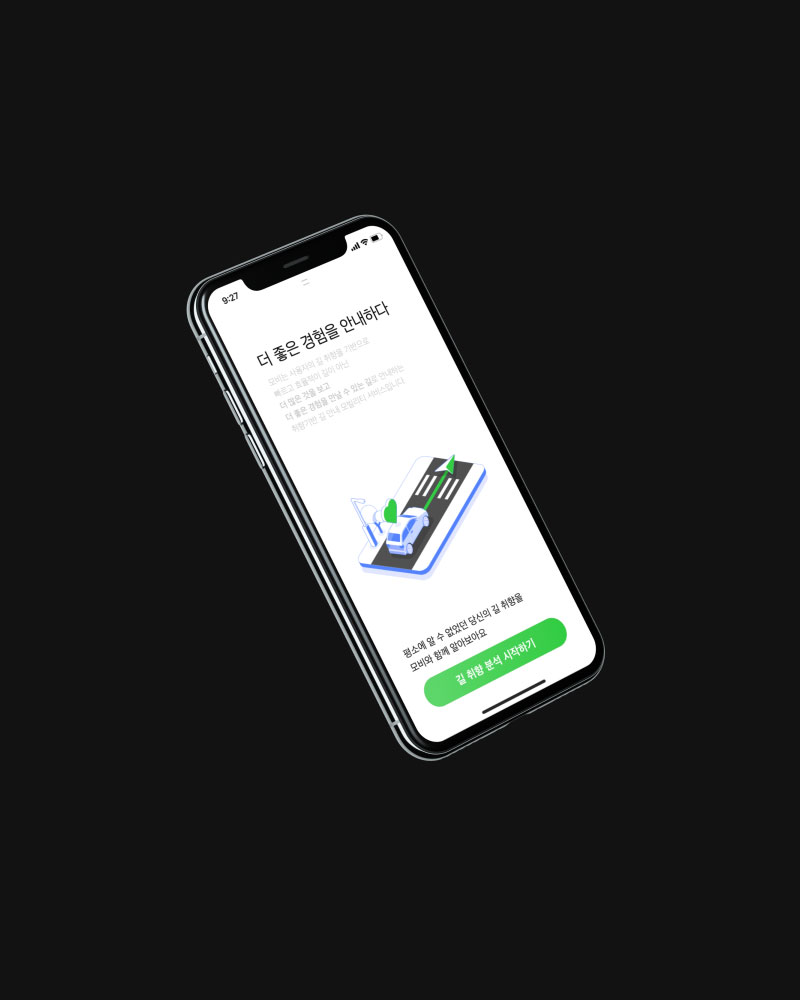 9:27
더 좋은 경험을 안내하다
모비는 사용자의 길 취향을 기반으로
빠르고 효율적이 길이 아닌
더 많은 것을 보고
더 좋은 경험을 만날 수 있는 길로 안내하는
취향기반 길 안내 모빌리티 서비스입니다
평소에 알 수 없었던 당신의 길 취향을
모비와 함께 알아보아요
길 취향 분석 시작하기